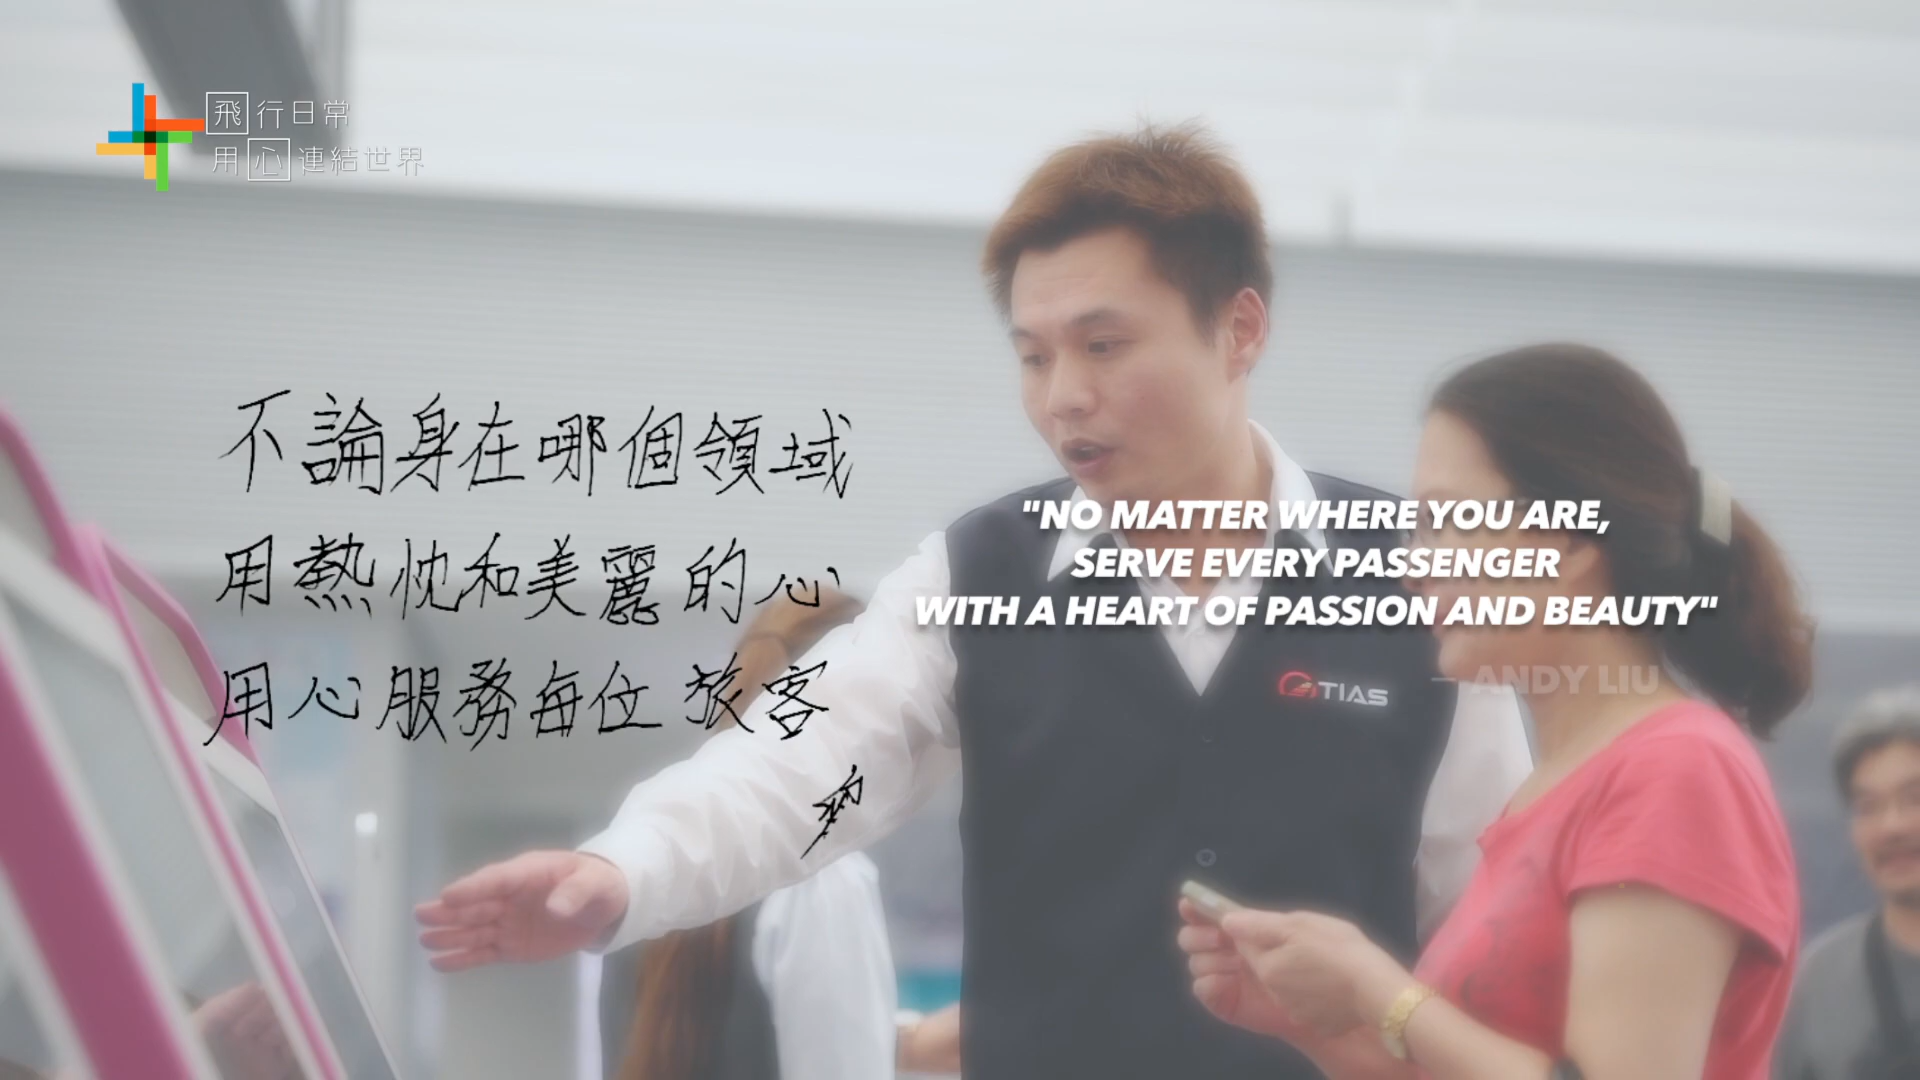 飛行日常
用心連結世界
不論身在哪個領域
用熱忱和美麗的心
用心服務每位旅客
"NO MATTER WHERE YOU ARE,
SERVE EVERY PASSENGER
WITH A HEART OF PASSION AND BEAUTY"
— ANDY LIU
TIAS